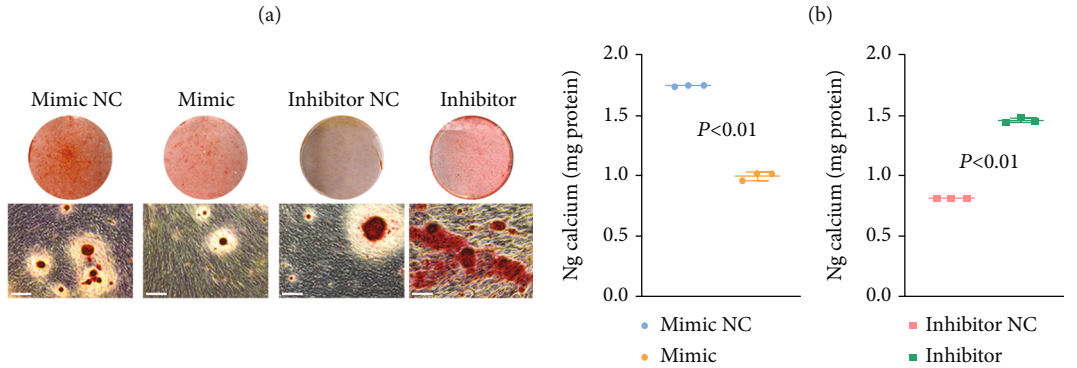 (a)
(b)
Mimic NC
Mimic
Inhibitor NC
Inhibitor
Ng calcium (mg protein)
2.0
1.5
1.0
0.5
0.0
P<0.01
Mimic NC
Mimic
Ng calcium (mg protein)
2.0
1.5
1.0
0.5
0.0
P<0.01
Inhibitor NC
Inhibitor